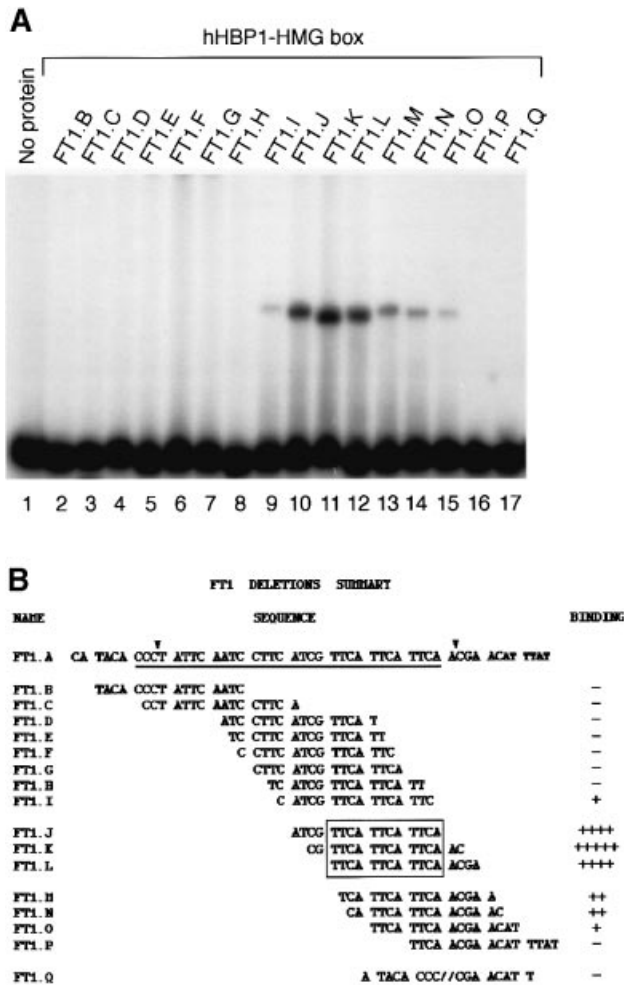 A
hHBP1-HMG box
No protein FT1.B FT1.C FT1.D FT1.E FT1.F FT1.G FT1.H FT1.I FT1.J FT1.K FT1.L FT1.M FT1.N FT1.O FT1.P FT1.Q
1 2 3 4 5 6 7 8 9 10 11 12 13 14 15 16 17
B
FT1 DELETIONS SUMMARY
NAME SEQUENCE BINDING
FT1.A CA TACA CCCT ATTC AATC CTTC ATCG TTCA TTCA TTCA ACGA ACAT TTAT
FT1.B TACA CCCT ATTC AATC −
FT1.C CCT ATTC AATC CTTC A −
FT1.D ATC CTTC ATCG TTCA T −
FT1.E TC CTTC ATCG TTCA TT −
FT1.F C CTTC ATCG TTCA TTC −
FT1.G CTTC ATCG TTCA TTCA −
FT1.H TC ATCG TTCA TTCA TT −
FT1.I C ATCG TTCA TTCA TTC +
FT1.J ATCG TTCA TTCA TTCA ++++
FT1.K CG TTCA TTCA TTCA AC +++++
FT1.L TTCA TTCA TTCA ACGA ++++
FT1.M TCA TTCA TTCA ACGA A ++
FT1.N CA TTCA TTCA ACGA AC ++
FT1.O TTCA TTCA ACGA ACAT +
FT1.P TTCA ACGA ACAT TTAT −
FT1.Q A TACA CCC//CGA ACAT T −